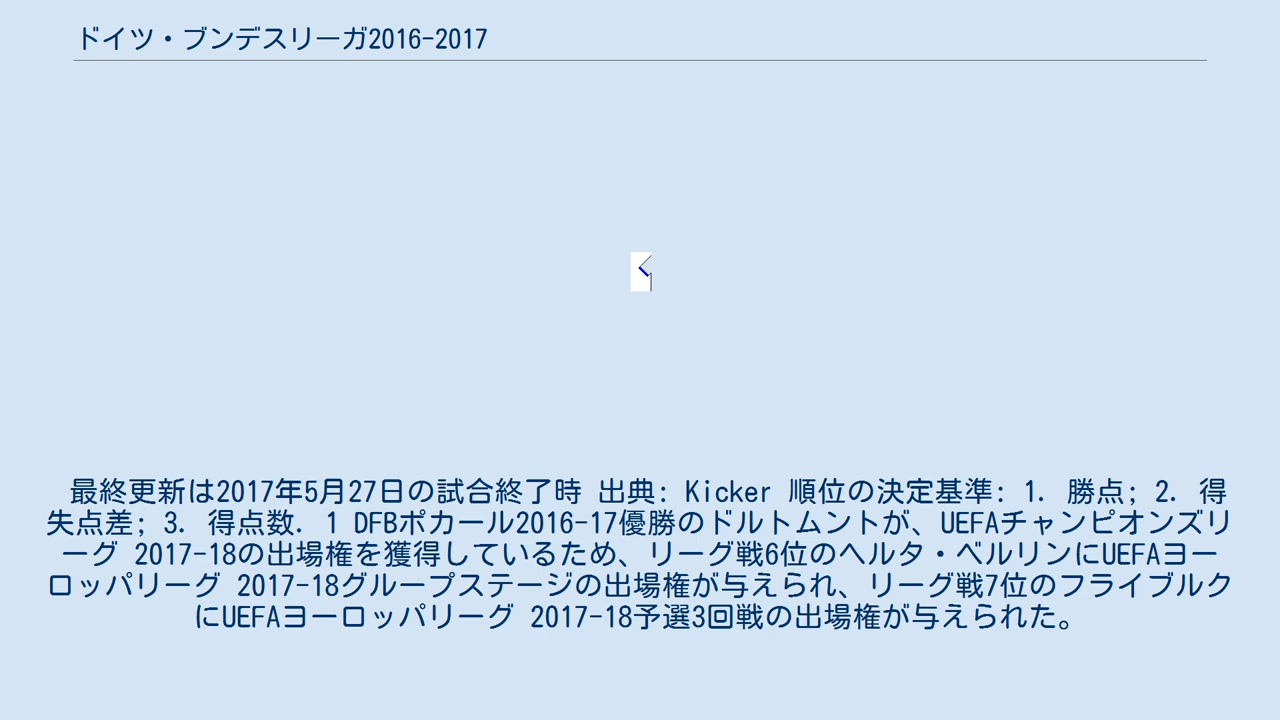 ドイツ・ブンデスリーガ2016-2017
最終更新は2017年5月27日の試合終了時 出典: Kicker 順位の決定基準: 1. 勝点; 2. 得
失点差; 3. 得点数. 1 DFBポカール2016-17優勝のドルトムントが、UEFAチャンピオンズリ
ーグ 2017-18の出場権を獲得しているため、リーグ戦6位のヘルタ・ベルリンにUEFAヨー
ロッパリーグ 2017-18グループステージの出場権が与えられ、リーグ戦7位のフライブルク
にUEFAヨーロッパリーグ 2017-18予選3回戦の出場権が与えられた。